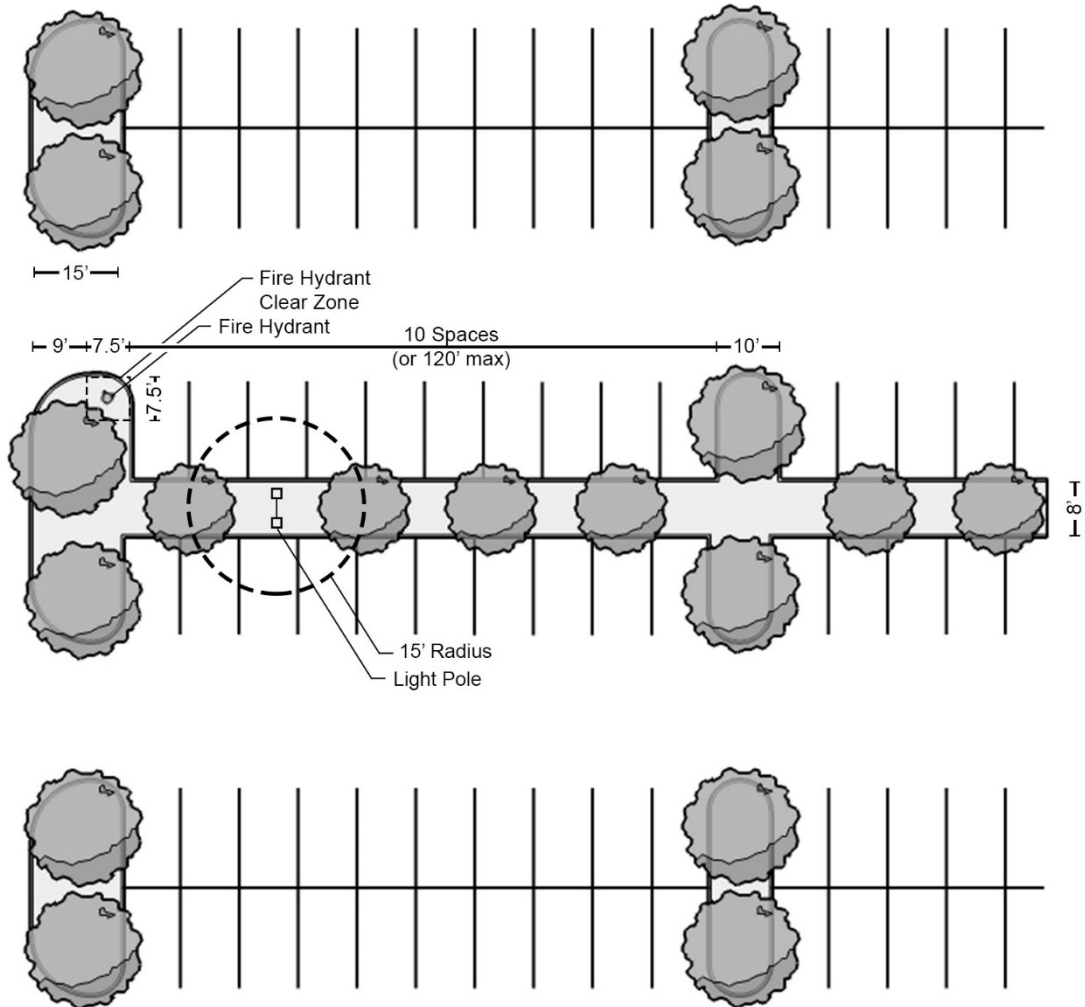 15’
Fire Hydrant
Clear Zone
Fire Hydrant
9’
7.5’
10 Spaces
(or 120’ max)
10’
7.5’
8’
15’ Radius
Light Pole